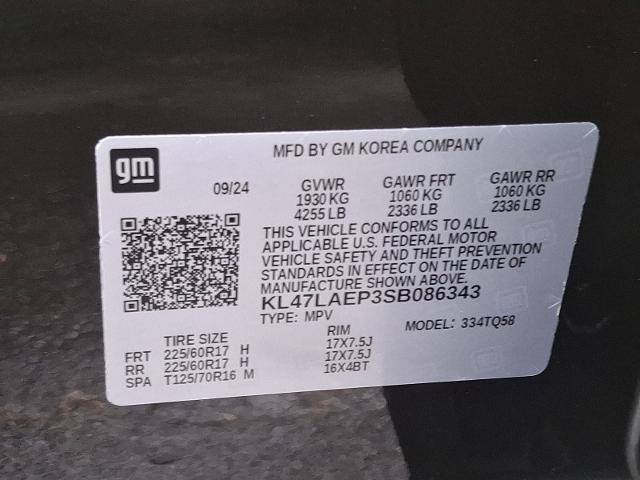 gm
MFD BY GM KOREA COMPANY
09/24
GVWR GAWR FRT GAWR RR
1930 KG 1060 KG 1060 KG
4255 LB 2336 LB 2336 LB
THIS VEHICLE CONFORMS TO ALL
APPLICABLE U.S. FEDERAL MOTOR
VEHICLE SAFETY AND THEFT PREVENTION
STANDARDS IN EFFECT ON THE DATE OF
MANUFACTURE SHOWN ABOVE.
KL47LAEP3SB086343
TYPE: MPV MODEL: 334TQ58
TIRE SIZE RIM
FRT 225/60R17 H 17X7.5J
RR 225/60R17 H 17X7.5J
SPA T125/70R16 M 16X4BT